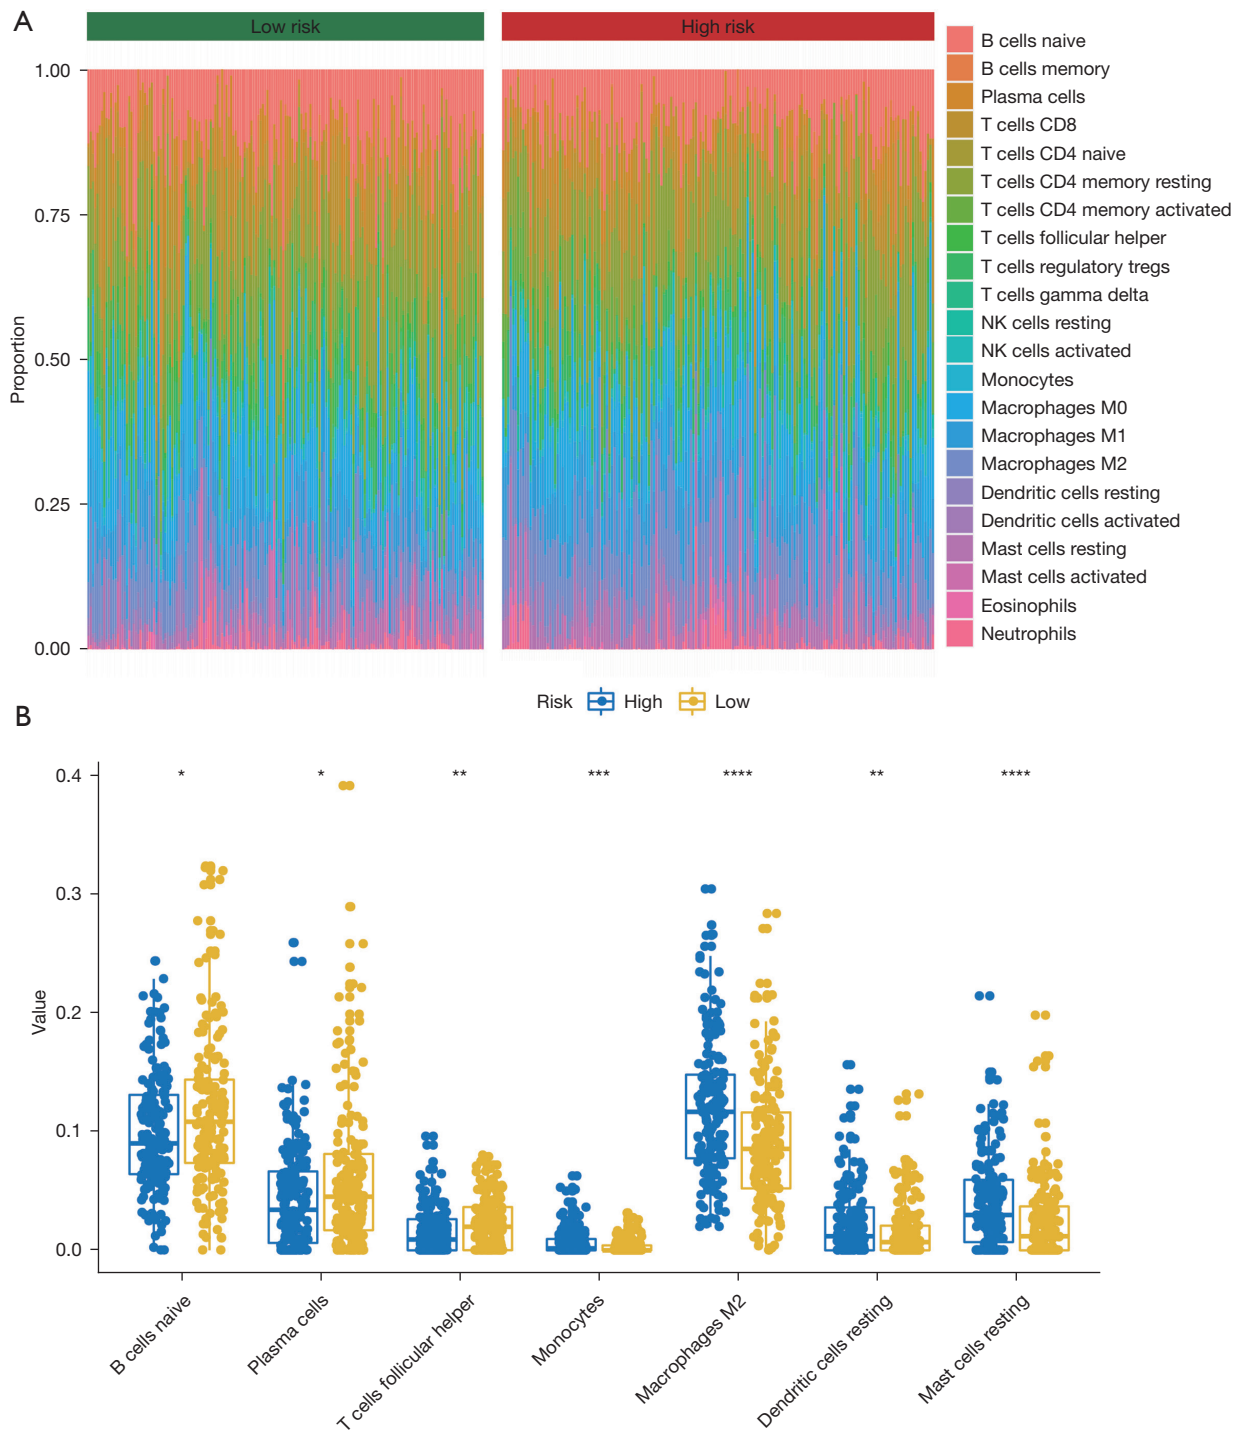 A
Low risk
High risk
1.00
0.75
0.50
0.25
0.00
Proportion
B cells naive
B cells memory
Plasma cells
T cells CD8
T cells CD4 naive
T cells CD4 memory resting
T cells CD4 memory activated
T cells follicular helper
T cells regulatory tregs
T cells gamma delta
NK cells resting
NK cells activated
Monocytes
Macrophages M0
Macrophages M1
Macrophages M2
Dendritic cells resting
Dendritic cells activated
Mast cells resting
Mast cells activated
Eosinophils
Neutrophils
Risk High Low
B
* * ** *** **** ** ****
0.4
0.3
0.2
0.1
0.0
Value
B cells naive
Plasma cells
T cells follicular helper
Monocytes
Macrophages M2
Dendritic cells resting
Mast cells resting